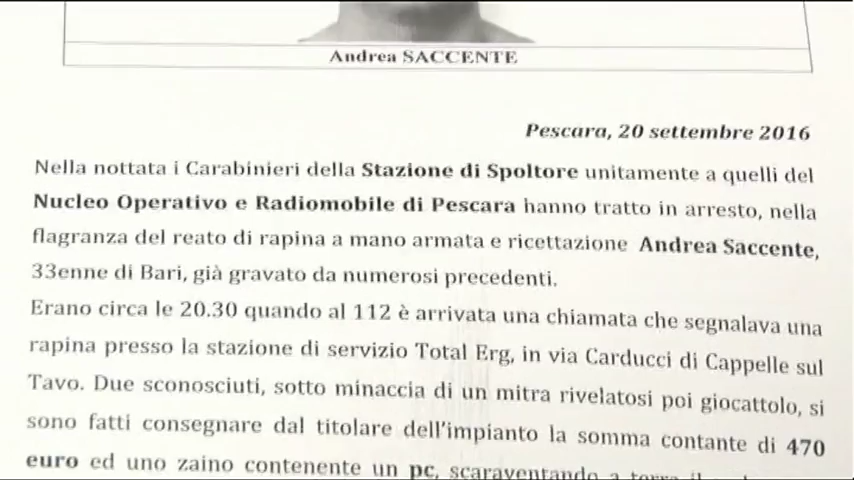 Andrea SACCENTE
Pescara, 20 settembre 2016
Nella nottata i Carabinieri della Stazione di Spoltore unitamente a quelli del
Nucleo Operativo e Radiomobile di Pescara hanno tratto in arresto, nella
flagranza del reato di rapina a mano armata e ricettazione Andrea Saccente,
33enne di Bari, già gravato da numerosi precedenti.
Erano circa le 20.30 quando al 112 è arrivata una chiamata che segnalava una
rapina presso la stazione di servizio Total Erg, in via Carducci di Cappelle sul
Tavo. Due sconosciuti, sotto minaccia di un mitra rivelatosi poi giocattolo, si
sono fatti consegnare dal titolare dell'impianto la somma contante di 470
euro ed uno zaino contenente un pc, scaraventando a terra il